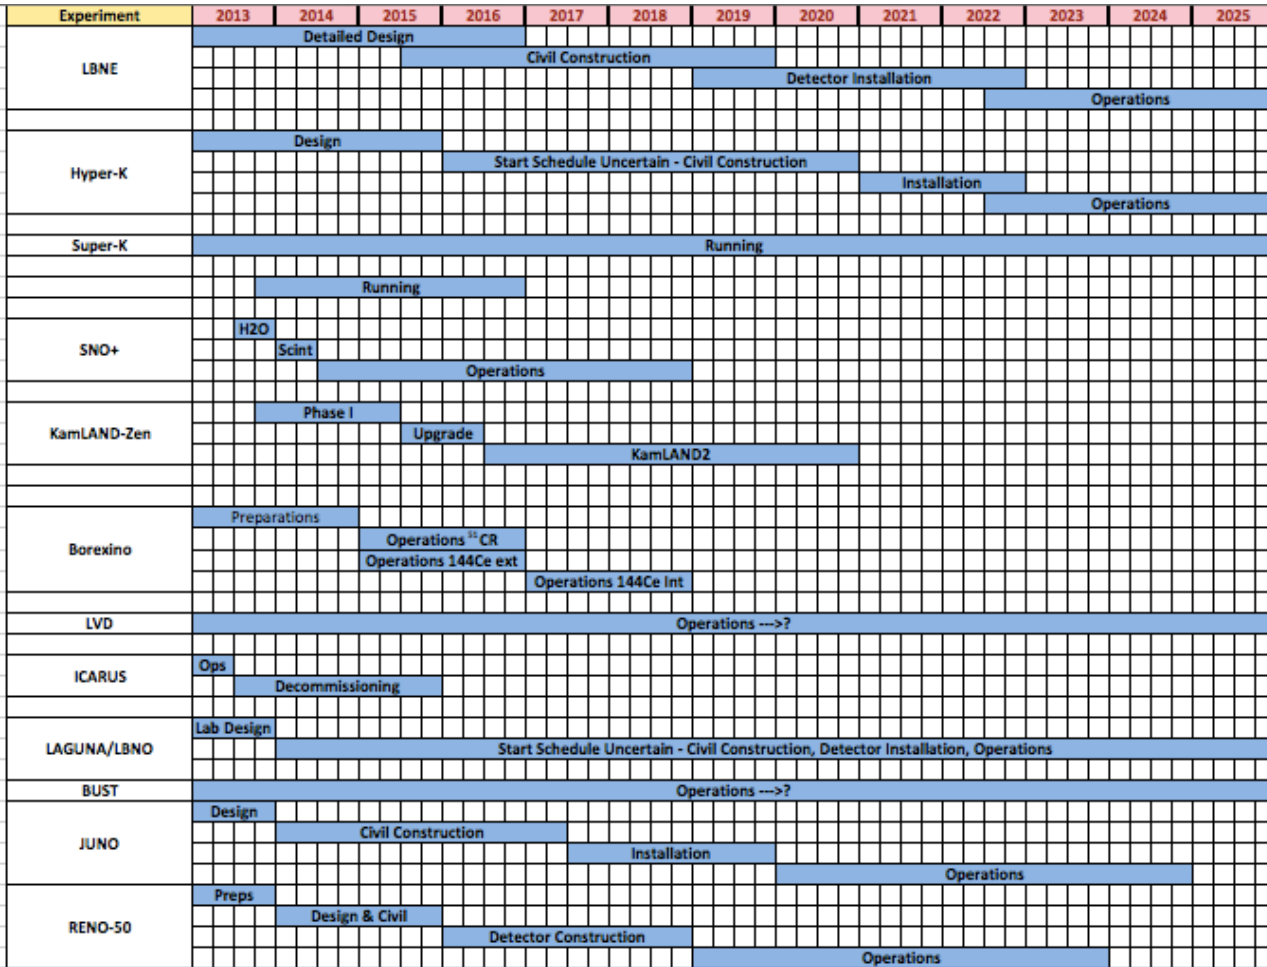 Experiment 2013 2014 2015 2016 2017 2018 2019 2020 2021 2022 2023 2024 2025
Detailed Design
Civil Construction
LBNE
Detector Installation
Operations
Design
Start Schedule Uncertain - Civil Construction
Hyper-K
Installation
Operations
Super-K Running
Running
H2O
SNO+ Scint
Operations
Phase I
KamLAND-Zen Upgrade
KamLAND2
Preparations
Operations ⁵¹CR
Borexino
Operations 144Ce ext
Operations 144Ce Int
LVD Operations --->?
Ops
ICARUS
Decommissioning
Lab Design
LAGUNA/LBNO Start Schedule Uncertain - Civil Construction, Detector Installation, Operations
BUST Operations --->?
Design
Civil Construction
JUNO
Installation
Operations
Preps
Design & Civil
RENO-50
Detector Construction
Operations